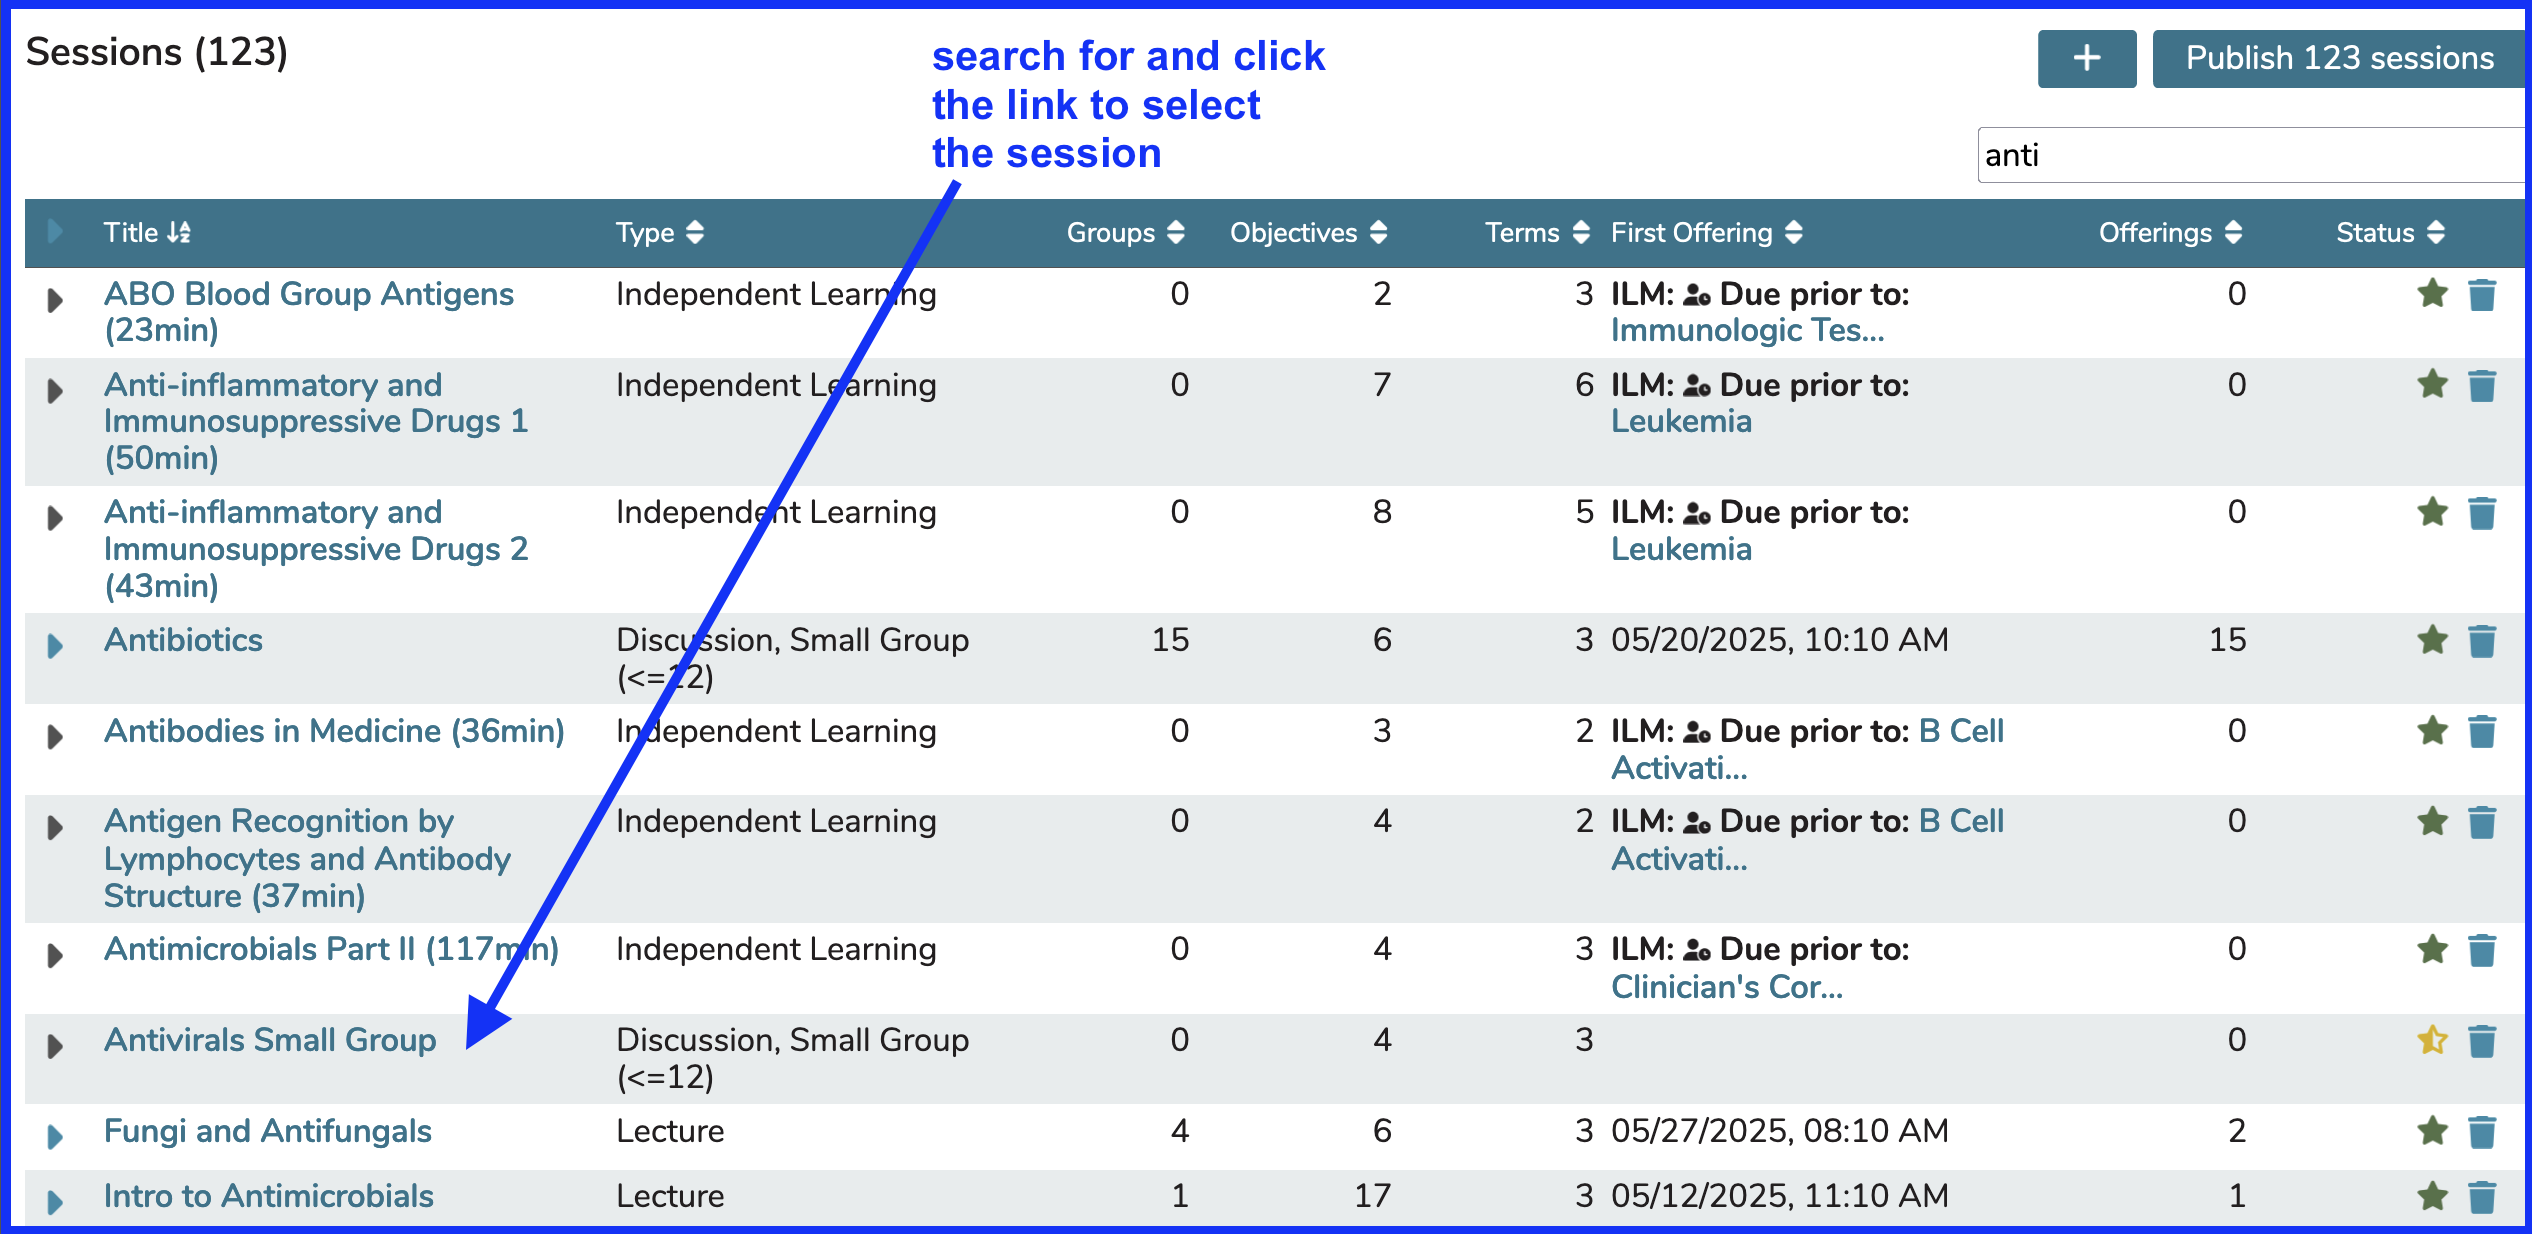 Sessions (123)
search for and click
the link to select
the session
+
Publish 123 sessions
anti
Title Type Groups Objectives Terms First Offering Offerings Status
ABO Blood Group Antigens Independent Learning 0 2 3 ILM: Due prior to: 0
(23min) Immunologic Tes...
Anti-inflammatory and Independent Learning 0 7 6 ILM: Due prior to: 0
Immunosuppressive Drugs 1 Leukemia
(50min)
Anti-inflammatory and Independent Learning 0 8 5 ILM: Due prior to: 0
Immunosuppressive Drugs 2 Leukemia
(43min)
Antibiotics Discussion, Small Group 15 6 3 05/20/2025, 10:10 AM 15
(<=12)
Antibodies in Medicine (36min) Independent Learning 0 3 2 ILM: Due prior to: B Cell 0
Activati...
Antigen Recognition by Independent Learning 0 4 2 ILM: Due prior to: B Cell 0
Lymphocytes and Antibody Activati...
Structure (37min)
Antimicrobials Part II (117min) Independent Learning 0 4 3 ILM: Due prior to: 0
Clinician's Cor...
Antivirals Small Group Discussion, Small Group 0 4 3 0
(<=12)
Fungi and Antifungals Lecture 4 6 3 05/27/2025, 08:10 AM 2
Intro to Antimicrobials Lecture 1 17 3 05/12/2025, 11:10 AM 1